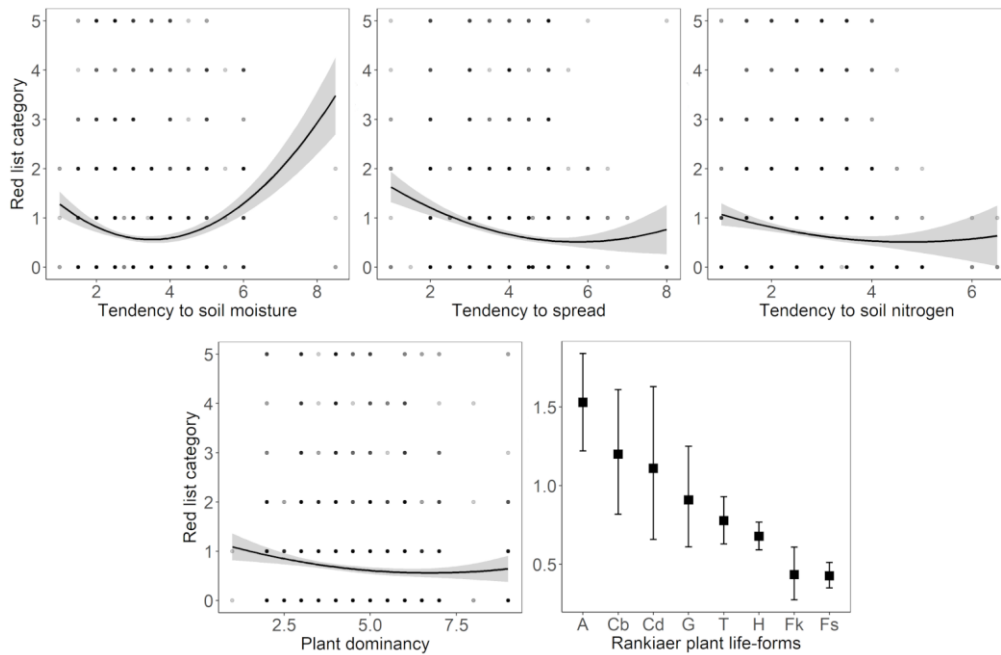 5
4
3
2
1
0
Red list category
2 4 6 8
Tendency to soil moisture
5
4
3
2
1
0
2 4 6 8
Tendency to spread
5
4
3
2
1
0
2 4 6
Tendency to soil nitrogen
5
4
3
2
1
0
Red list category
2.5 5.0 7.5
Plant dominancy
1.5
1.0
0.5
A Cb Cd G T H Fk Fs
Rankiaer plant life-forms